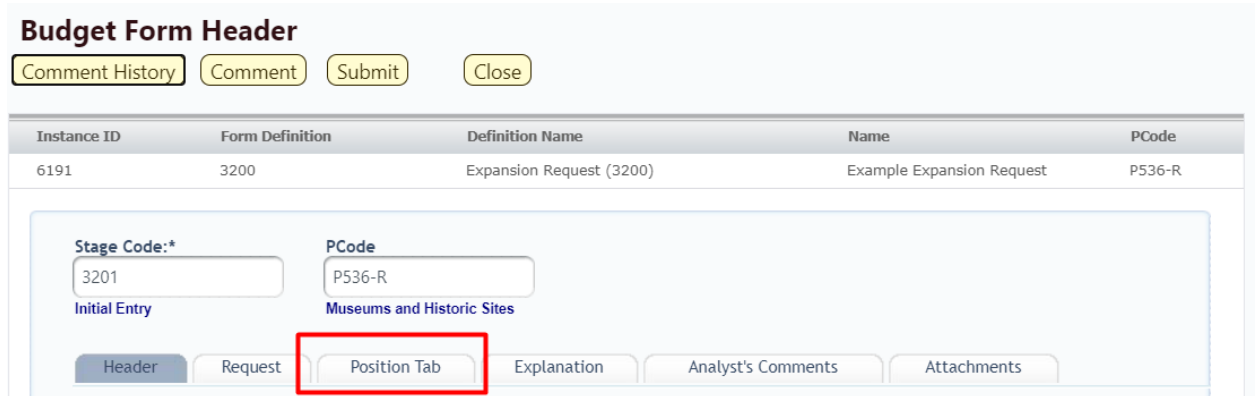 Budget Form Header
Comment History Comment Submit Close
Instance ID Form Definition Definition Name Name PCode
6191 3200 Expansion Request (3200) Example Expansion Request P536-R
Stage Code:* PCode
3201 P536-R
Initial Entry Museums and Historic Sites
Header Request Position Tab Explanation Analyst's Comments Attachments